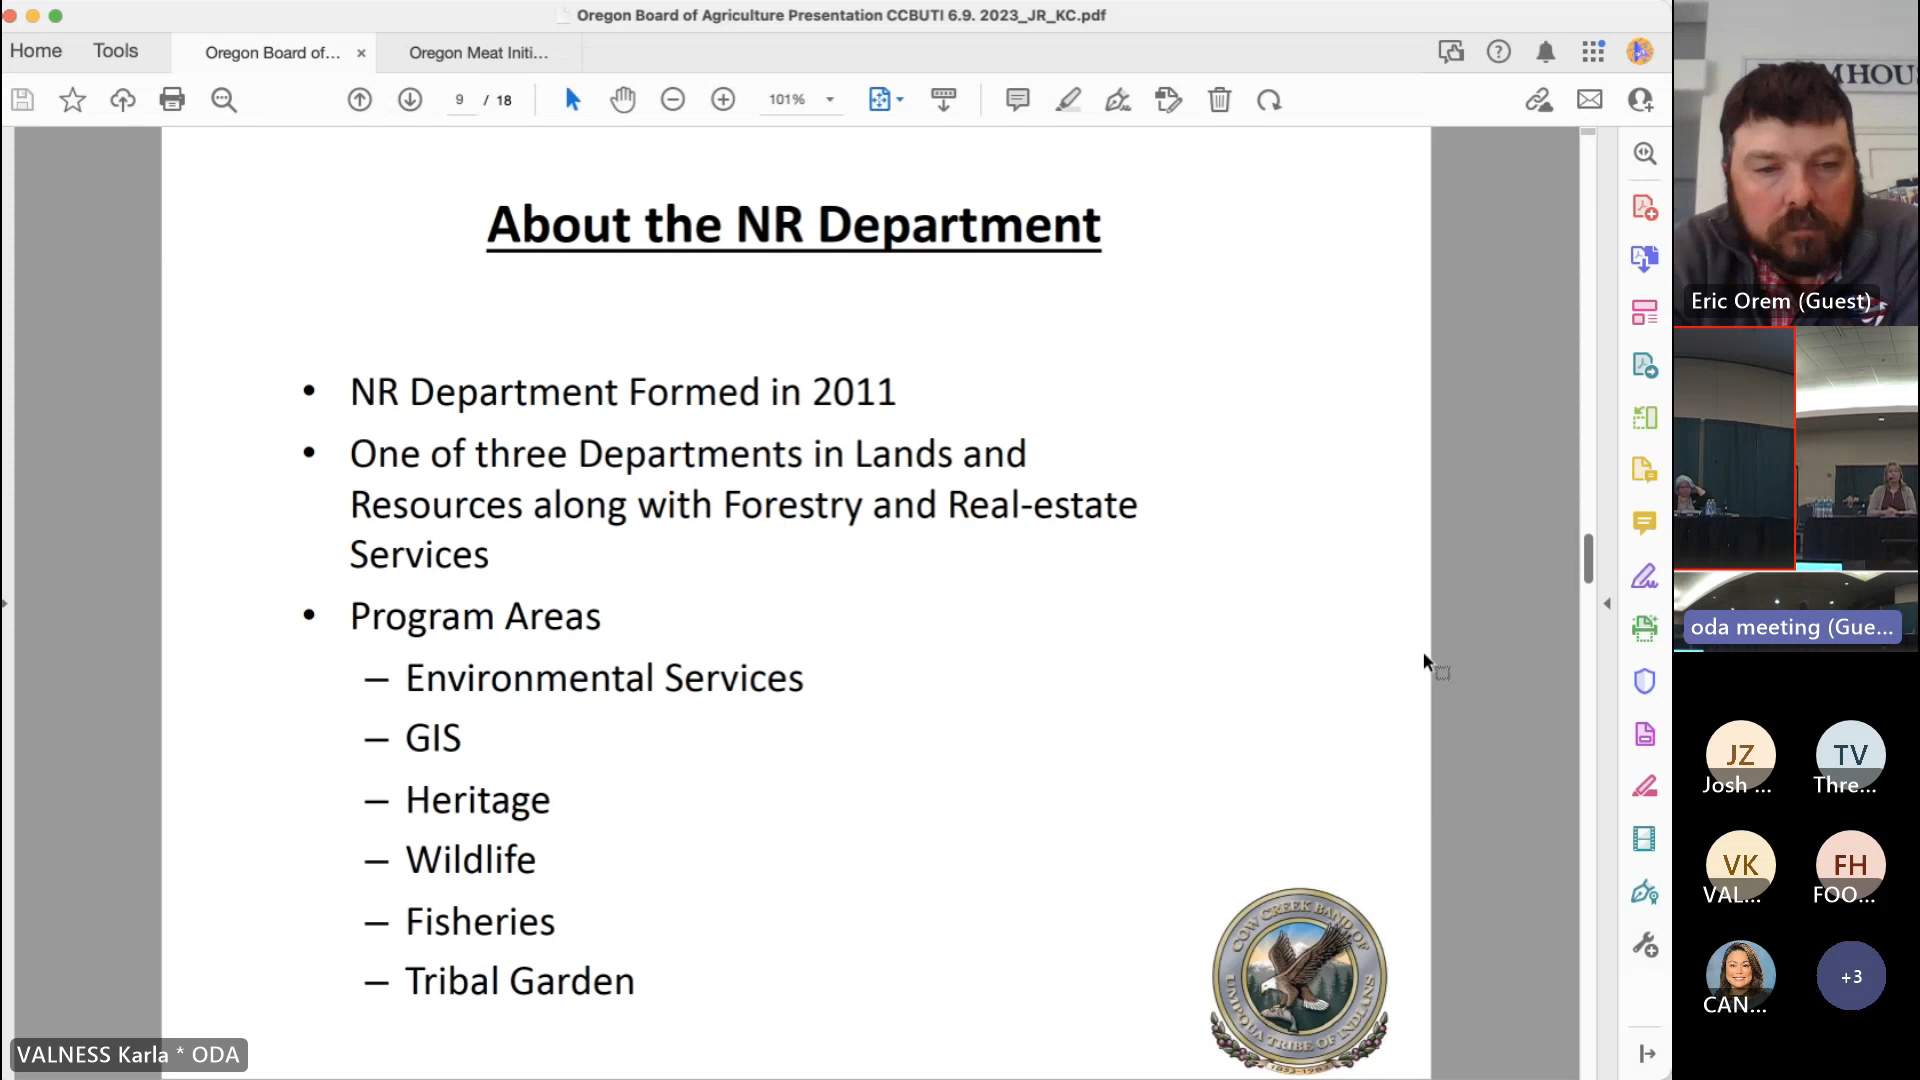 Oregon Board of Agriculture Presentation CCBUTI 6.9. 2023_JR_KC.pdf
Home Tools Oregon Board of... × Oregon Meat Initi...
9 / 18 101%
About the NR Department
• NR Department Formed in 2011
• One of three Departments in Lands and
Resources along with Forestry and Real-estate
Services
• Program Areas
– Environmental Services
– GIS
– Heritage
– Wildlife
– Fisheries
– Tribal Garden
COW CREEK BAND OF
UMPQUA TRIBE OF INDIANS
VALNESS Karla * ODA
Eric Orem (Guest)
oda meeting (Gue...
JZ
Josh ...
TV
Thre...
VK
VAL...
FH
FOO...
CAN...
+3